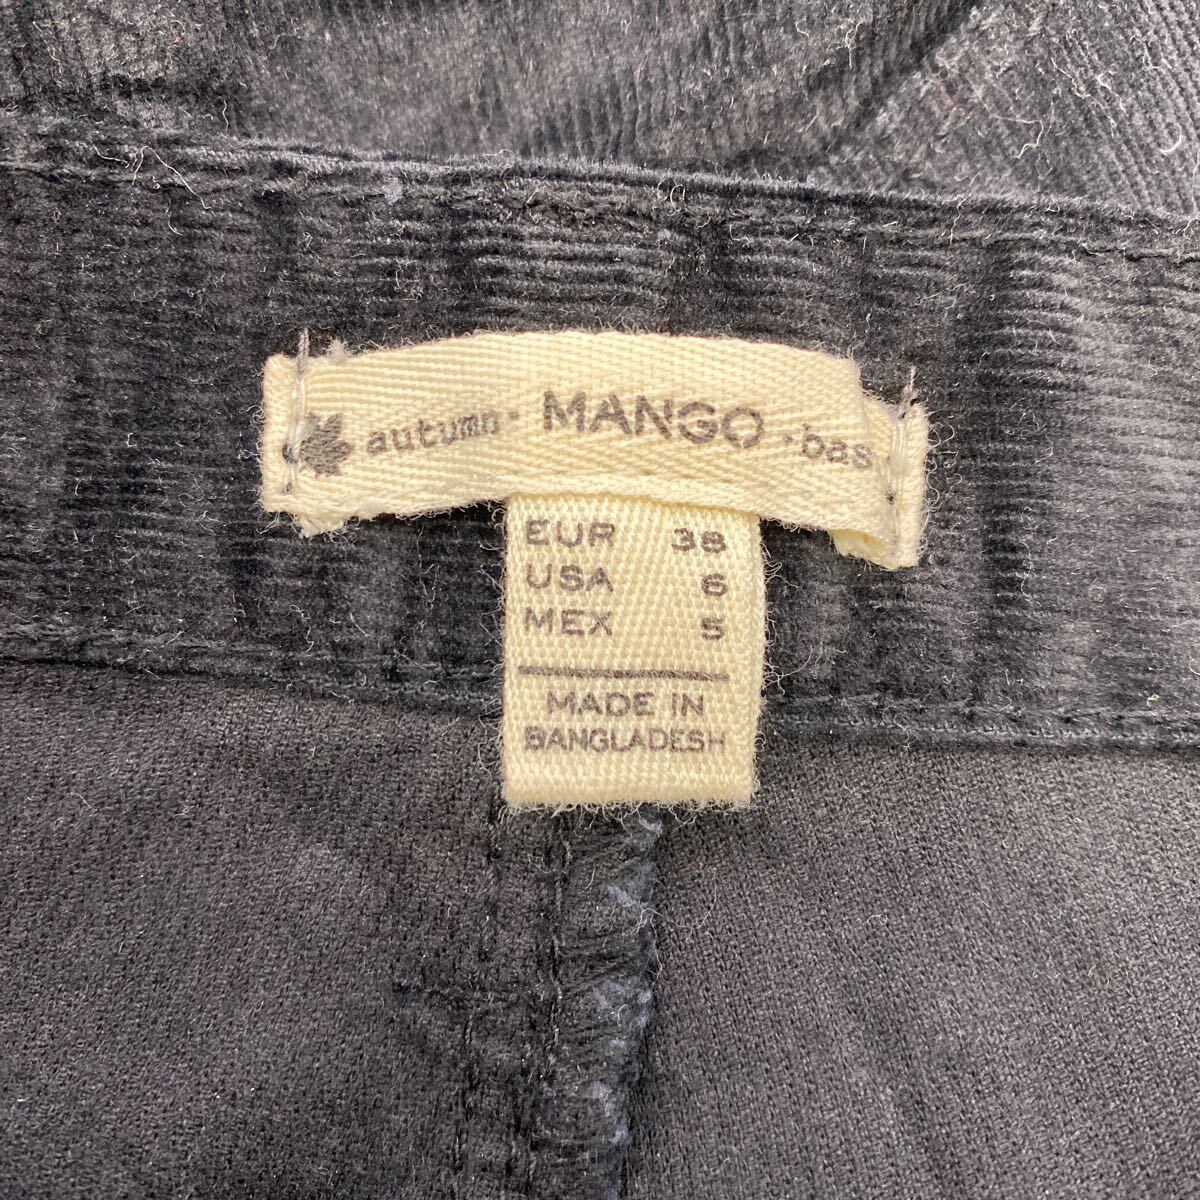 autumn · MANGO · bas
EUR 38
USA 6
MEX 5
MADE IN
BANGLADESH